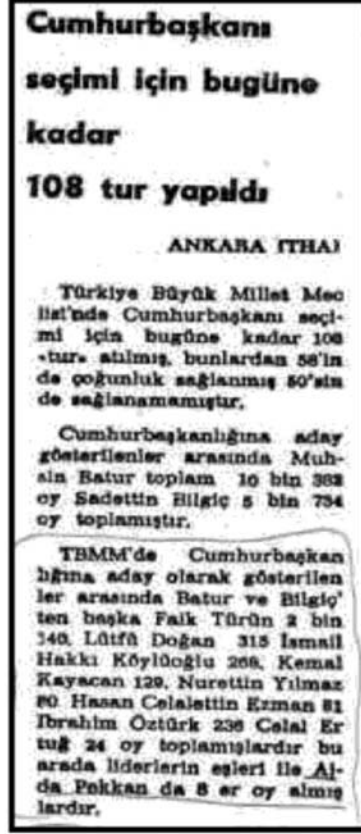 Cumhurbaşkanı
seçimi için bugüne
kadar
108 tur yapıldı
ANKARA (THA)
Türkiye Büyük Millet Mec
lisi'nde Cumhurbaşkanı seçi-
mi için bugüne kadar 108
«tur» atılmış, bunlardan 58'in
de çoğunluk sağlanmış 50'sin
de sağlanamamıştır.
Cumhurbaşkanlığına aday
gösterilenler arasında Muh-
sin Batur toplam 10 bin
oy Sadettin Bilgiç 5 bin 754
oy toplamıştır.
TBMM'de Cumhurbaşkan
lığına aday olarak gösterilen
ler arasında Batur ve Bilgiç'
ten başka Faik Türün 2 bin
340, Lütfü Doğan 315 İsmail
Hakkı Köylüoğlu 268, Kemal
Kayacan 129, Nurettin Yılmaz
80 Hasan Celalettin Ezman 81
İbrahim Öztürk 236 Celal Er
tuğ 24 oy toplamışlardır bu
arada liderlerin eşleri ile Aj-
da Pekkan da 8 er oy almış
lardır.